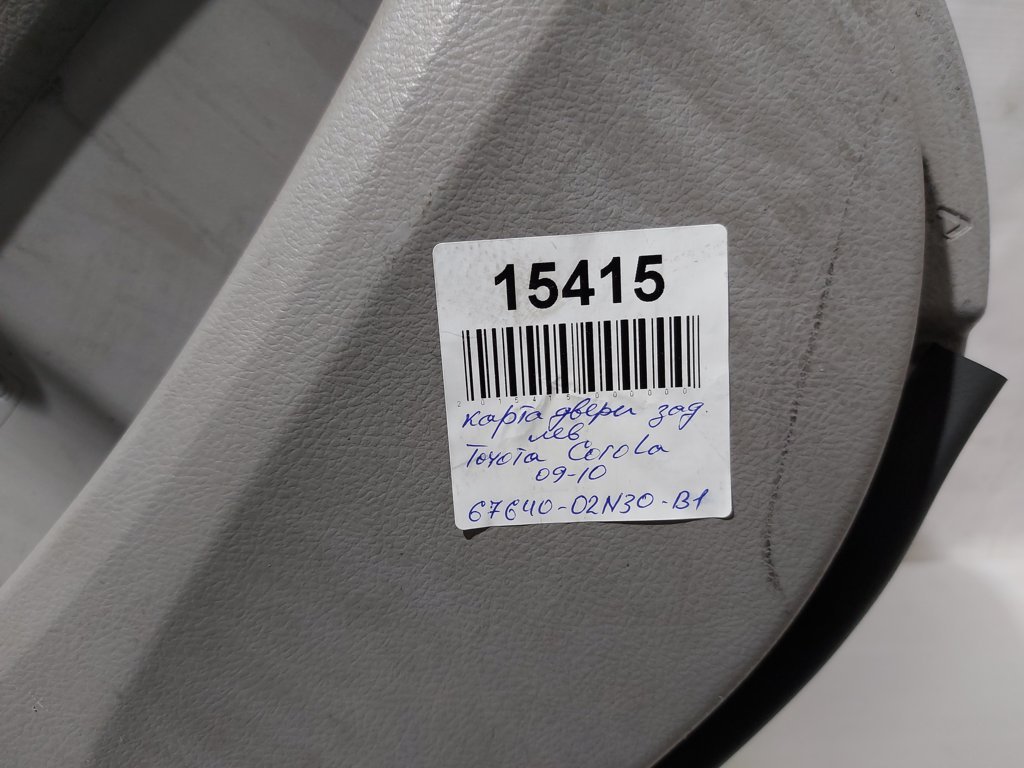 15415
карта двери зад.
лев
Toyota Corola
09-10
67640-02N30-B1